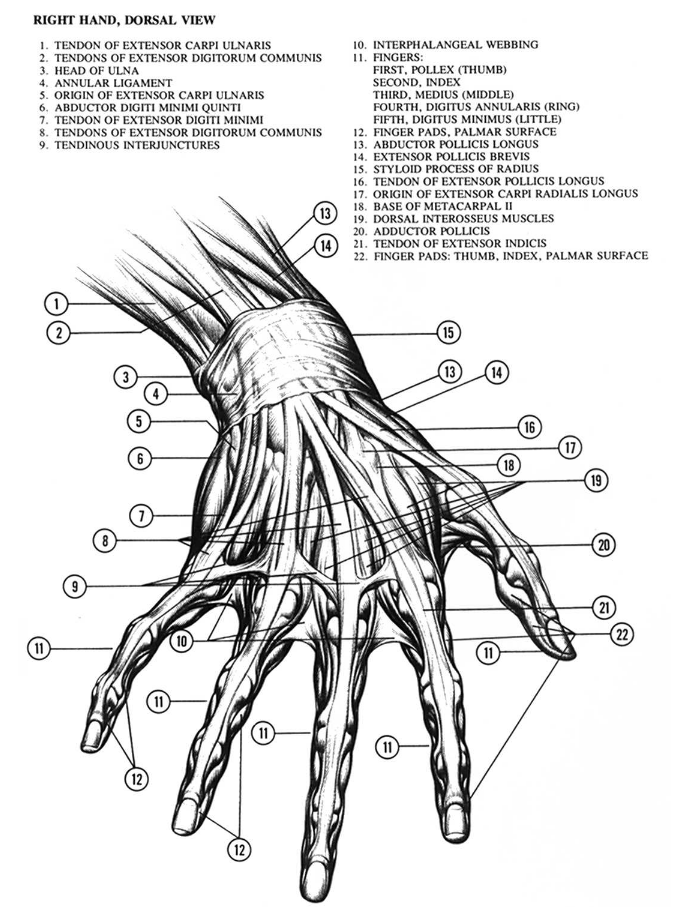 RIGHT HAND, DORSAL VIEW
1. TENDON OF EXTENSOR CARPI ULNARIS
2. TENDONS OF EXTENSOR DIGITORUM COMMUNIS
3. HEAD OF ULNA
4. ANNULAR LIGAMENT
5. ORIGIN OF EXTENSOR CARPI ULNARIS
6. ABDUCTOR DIGITI MINIMI QUINTI
7. TENDON OF EXTENSOR DIGITI MINIMI
8. TENDONS OF EXTENSOR DIGITORUM COMMUNIS
9. TENDINOUS INTERJUNCTURES
10. INTERPHALANGEAL WEBBING
11. FINGERS:
FIRST, POLLEX (THUMB)
SECOND, INDEX
THIRD, MEDIUS (MIDDLE)
FOURTH, DIGITUS ANNULARIS (RING)
FIFTH, DIGITUS MINIMUS (LITTLE)
12. FINGER PADS, PALMAR SURFACE
13. ABDUCTOR POLLICIS LONGUS
14. EXTENSOR POLLICIS BREVIS
15. STYLOID PROCESS OF RADIUS
16. TENDON OF EXTENSOR POLLICIS LONGUS
17. ORIGIN OF EXTENSOR CARPI RADIALIS LONGUS
18. BASE OF METACARPAL II
19. DORSAL INTEROSSEUS MUSCLES
20. ADDUCTOR POLLICIS
21. TENDON OF EXTENSOR INDICIS
22. FINGER PADS: THUMB, INDEX, PALMAR SURFACE
13
14
1
2
15
3
13
14
4
5
16
17
6
18
19
7
8
20
9
21
22
10
11
11
11
11
11
12
12